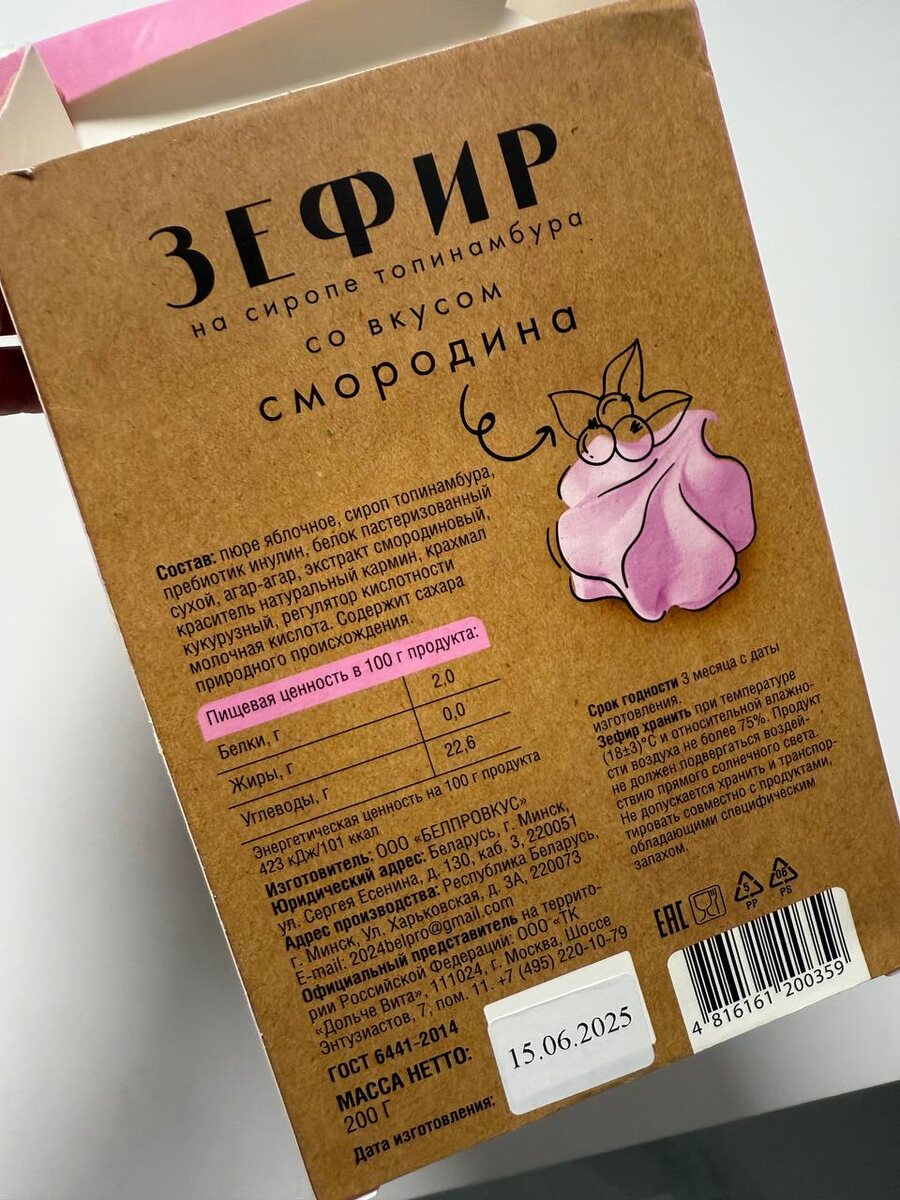 ЗЕФИР
на сиропе топинамбура
со вкусом
смородина
Состав: пюре яблочное, сироп топинамбура,
пребиотик инулин, белок пастеризованный
сухой, агар-агар, экстракт смородиновый,
краситель натуральный кармин, крахмал
кукурузный, регулятор кислотности
молочная кислота. Содержит сахара
природного происхождения.
Пищевая ценность в 100 г продукта:
Белки, г 2,0
Жиры, г 0,0
Углеводы, г 22,6
Энергетическая ценность на 100 г продукта
423 кДж/101 ккал
Изготовитель: ООО «БЕЛПРОВКУС»
Юридический адрес: Беларусь, г. Минск,
ул. Сергея Есенина, д. 130, каб. 3, 220051
Адрес производства: Республика Беларусь,
г. Минск, Ул. Харьковская, д. 3А, 220073
E-mail: 2024belpro@gmail.com
Официальный представитель на террито-
рии Российской Федерации: ООО «ТК
«Дольче Вита», 111024, г. Москва, Шоссе
Энтузиастов, 7, пом. 11. +7 (495) 220-10-79
ГОСТ 6441-2014
МАССА НЕТТО:
200 Г
Дата изготовления:
15.06.2025
Срок годности 3 месяца с даты
изготовления.
Зефир хранить при температуре
(18±3)°С и относительной влажно-
сти воздуха не более 75%. Продукт
не должен подвергаться воздей-
ствию прямого солнечного света.
Не допускается хранить и транспор-
тировать совместно с продуктами,
обладающими специфическим
запахом.
EAC
5
PP
06
PS
4 816161 200359